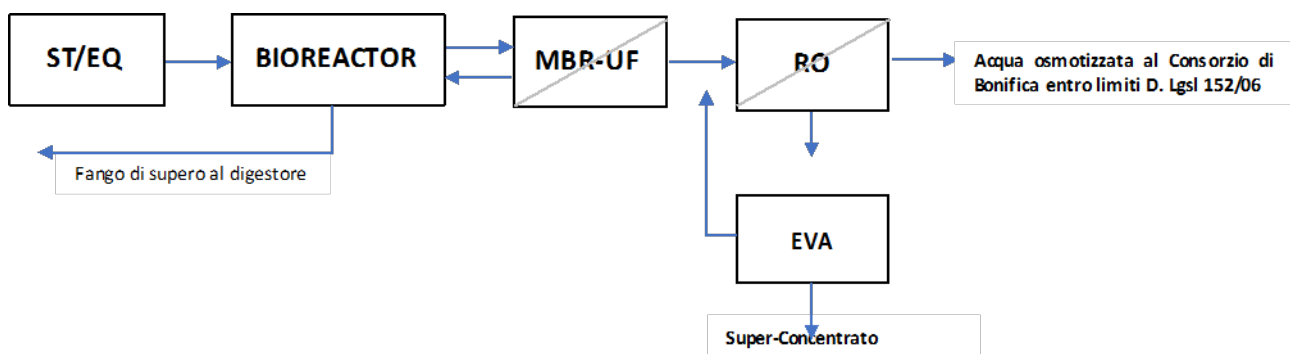 ST/EQ
BIOREACTOR
MBR-UF
RO
Acqua osmotizzata al Consorzio di
Bonifica entro limiti D. Lgsl 152/06
Fango di supero al digestore
EVA
Super-Concentrato